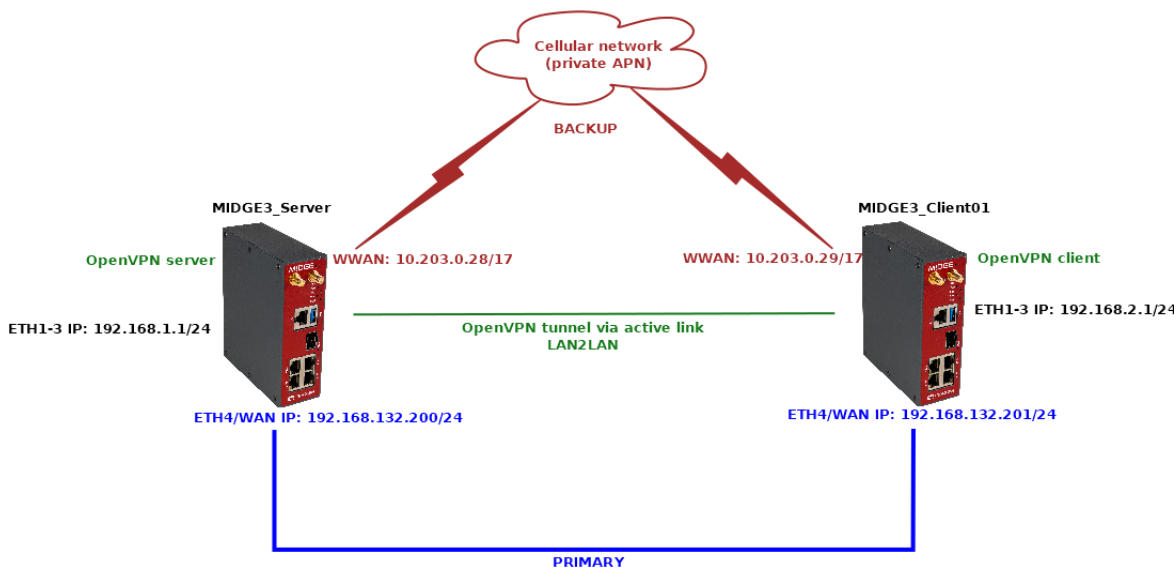 Cellular network
(private APN)
BACKUP
MIDGE3_Server
MIDGE3_Client01
OpenVPN server
WWAN: 10.203.0.28/17
WWAN: 10.203.0.29/17
OpenVPN client
MIDGE
MIDGE
ETH1-3 IP: 192.168.1.1/24
ETH1-3 IP: 192.168.2.1/24
OpenVPN tunnel via active link
LAN2LAN
ETH4/WAN IP: 192.168.132.200/24
ETH4/WAN IP: 192.168.132.201/24
PRIMARY